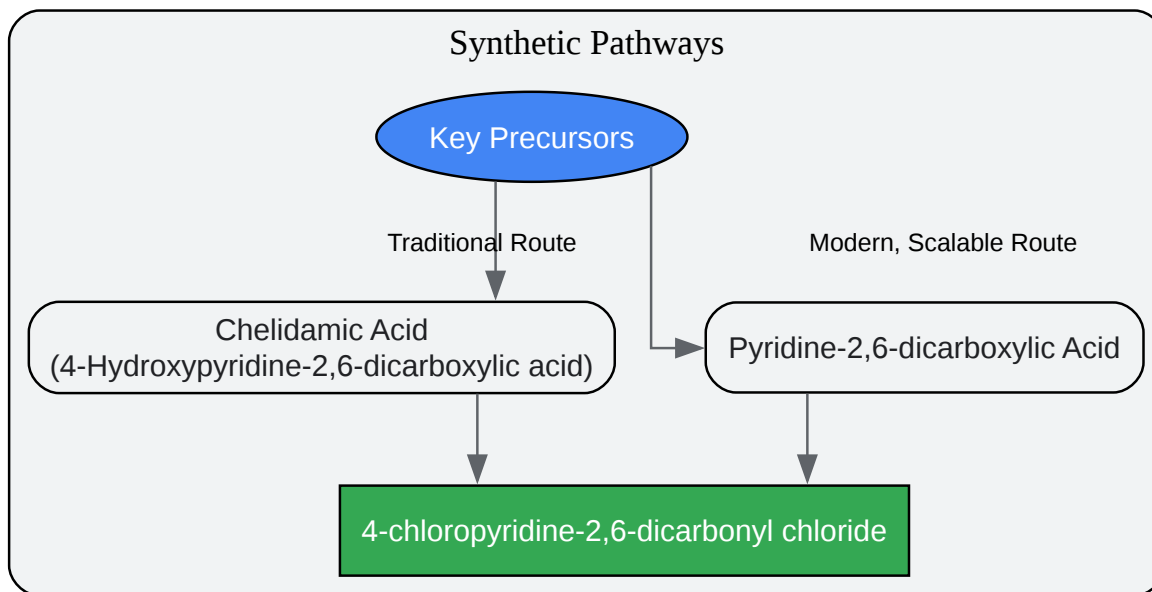 Synthetic Pathways
Key Precursors
Traditional Route
Modern, Scalable Route
Chelidamic Acid
(4-Hydroxypyridine-2,6-dicarboxylic acid)
Pyridine-2,6-dicarboxylic Acid
4-chloropyridine-2,6-dicarbonyl chloride